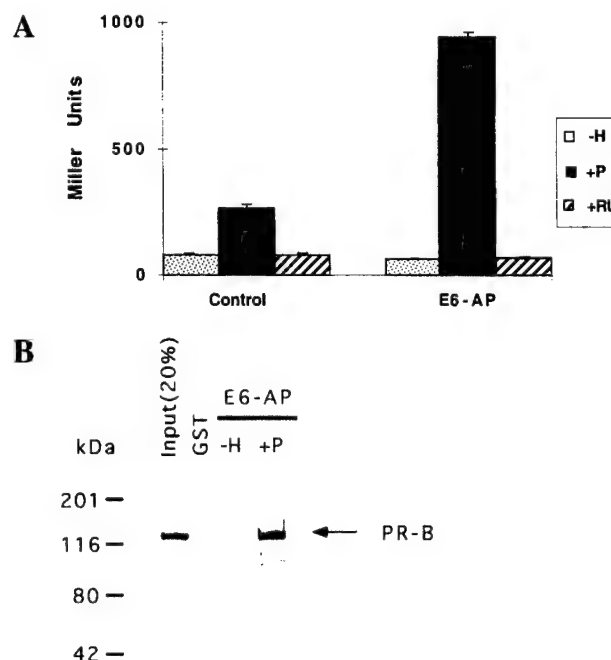 A
1000
500
0
Miller Units
Control
E6-AP
-H
+P
B
Input(20%)
GST
E6-AP
-H +P
kDa
201
116
80
42
PR-B